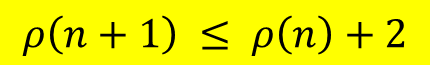 ρ(n + 1) ≤ ρ(n) + 2